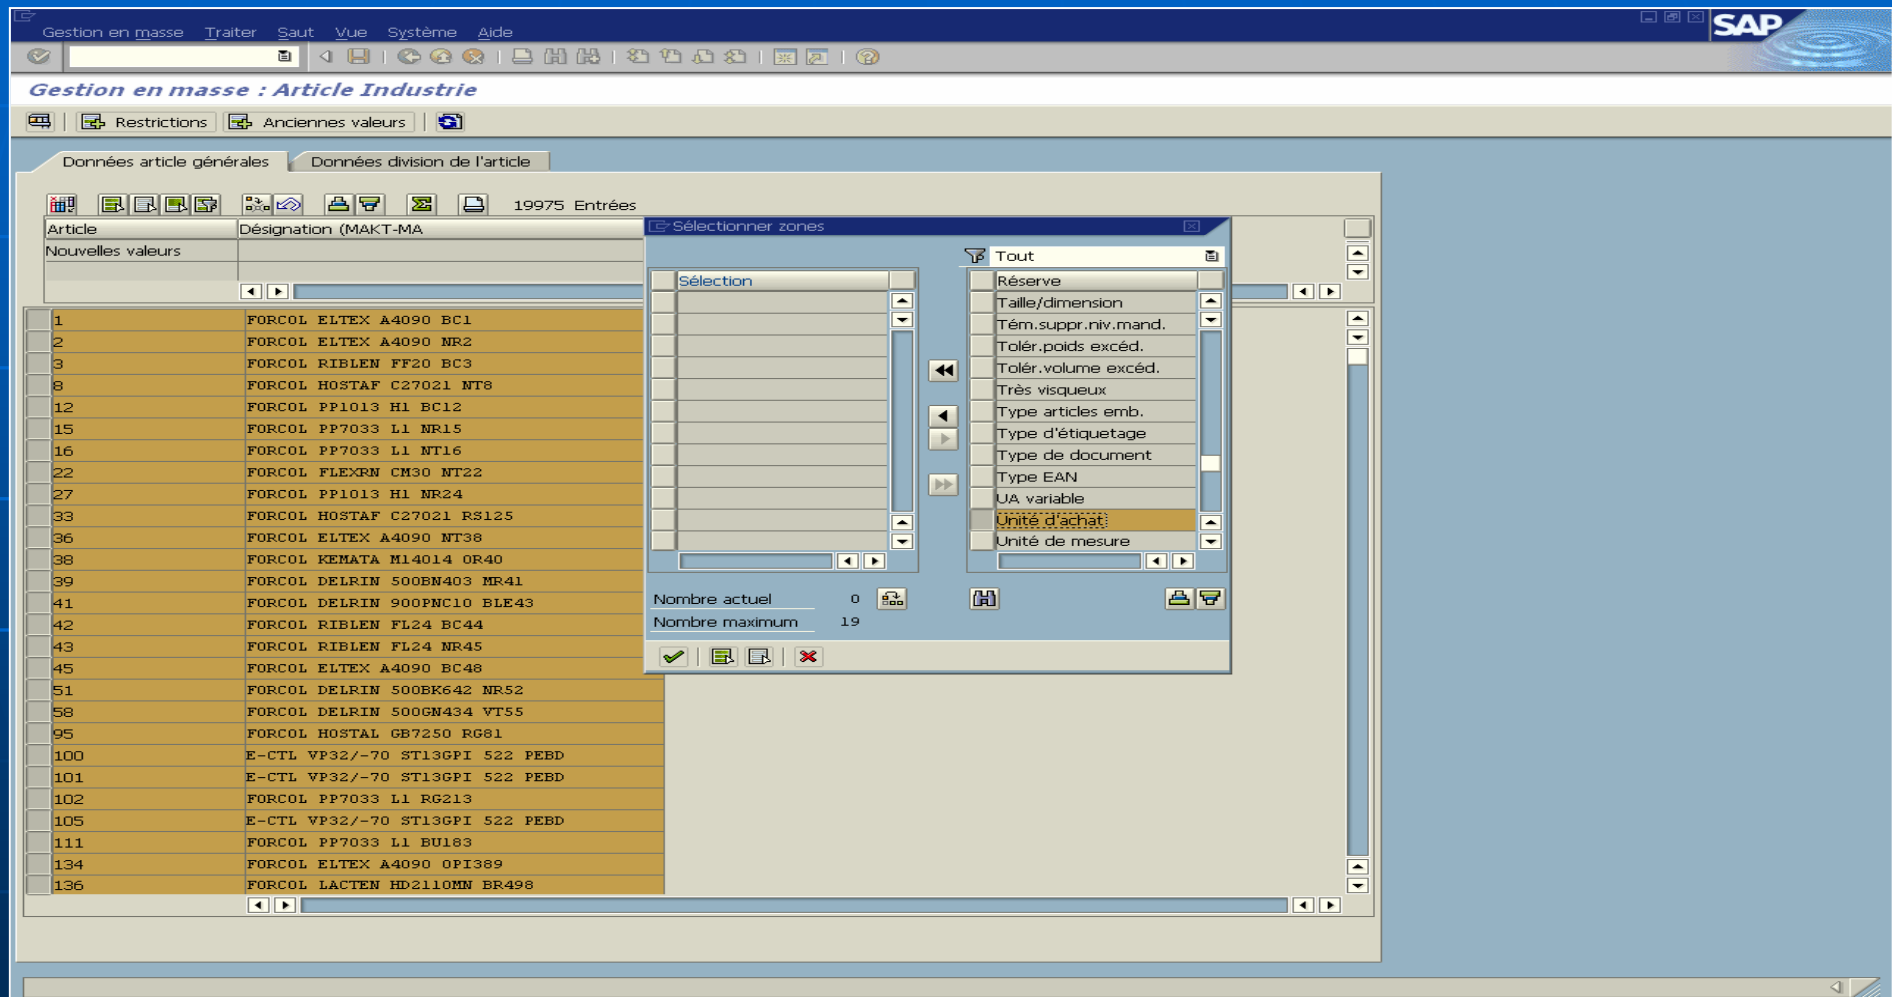 Gestion en masse Traiter Saut Vue Système Aide
SAP
Gestion en masse : Article Industrie
Restrictions Anciennes valeurs
Données article générales Données division de l'article
19975 Entrées
Article Désignation (MAKT-MA
Nouvelles valeurs
1 FORCOL ELTEX A4090 BC1
2 FORCOL ELTEX A4090 NR2
3 FORCOL RIBLEN FF20 BC3
8 FORCOL HOSTAF C27021 NT8
12 FORCOL PP1013 H1 BC12
15 FORCOL PP7033 L1 NR15
16 FORCOL PP7033 L1 NT16
22 FORCOL FLEXRN CM30 NT22
27 FORCOL PP1013 H1 NR24
33 FORCOL HOSTAF C27021 RS125
36 FORCOL ELTEX A4090 NT38
38 FORCOL KEMATA M14014 OR40
39 FORCOL DELRIN 500BN403 MR41
41 FORCOL DELRIN 900PNC10 BLE43
42 FORCOL RIBLEN FL24 BC44
43 FORCOL RIBLEN FL24 NR45
45 FORCOL ELTEX A4090 BC48
51 FORCOL DELRIN 500BK642 NR52
58 FORCOL DELRIN 500GN434 VT55
95 FORCOL HOSTAL GB7250 RG81
100 E-CTL VP32/-70 ST13GPI 522 PEBD
101 E-CTL VP32/-70 ST13GPI 522 PEBD
102 FORCOL PP7033 L1 RG213
105 E-CTL VP32/-70 ST13GPI 522 PEBD
111 FORCOL PP7033 L1 BU183
134 FORCOL ELTEX A4090 OPI389
136 FORCOL LACTEN HD2110MN BR498
Sélectionner zones
Tout
Sélection
Réserve
Taille/dimension
Tém.suppr.niv.mand.
Tolér.poids excéd.
Tolér.volume excéd.
Très visqueux
Type articles emb.
Type d'étiquetage
Type de document
Type EAN
UA variable
Unité d'achat
Unité de mesure
Nombre actuel 0
Nombre maximum 19